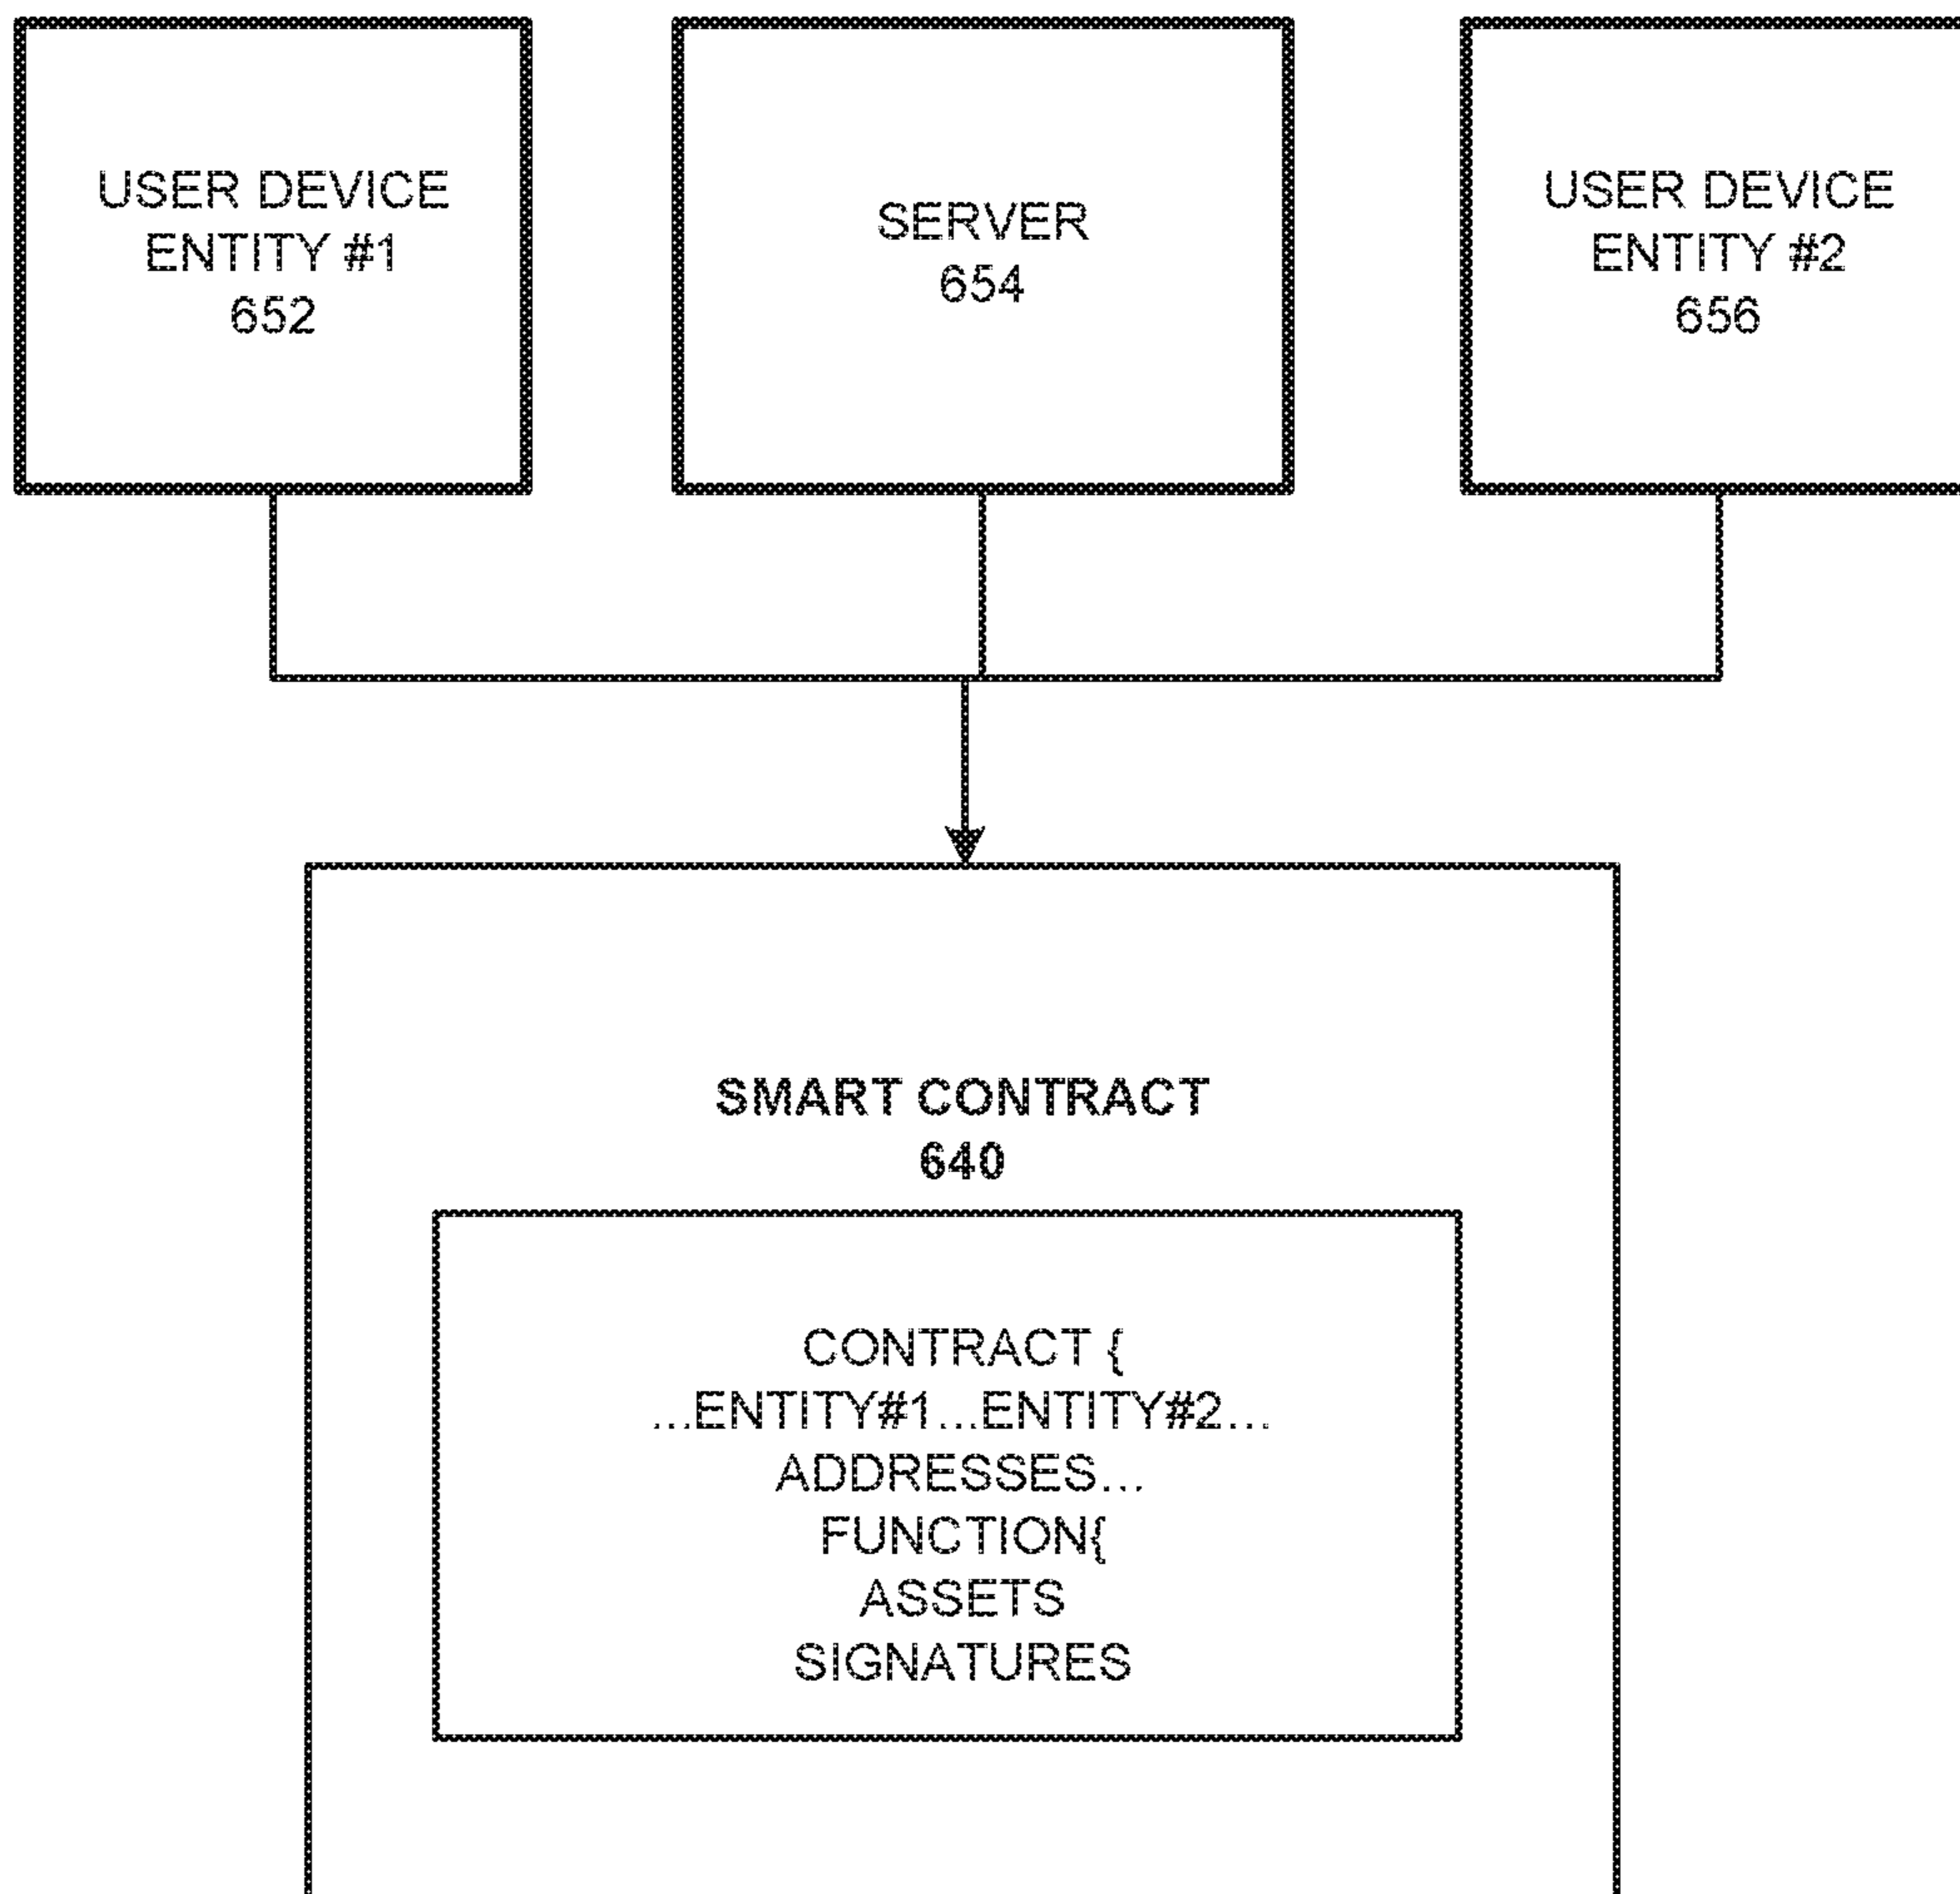 USER DEVICE
ENTITY #1
652
SERVER
654
USER DEVICE
ENTITY #2
656
SMART CONTRACT
640
CONTRACT {
...ENTITY#1...ENTITY#2...
ADDRESSES...
FUNCTION{
ASSETS
SIGNATURES